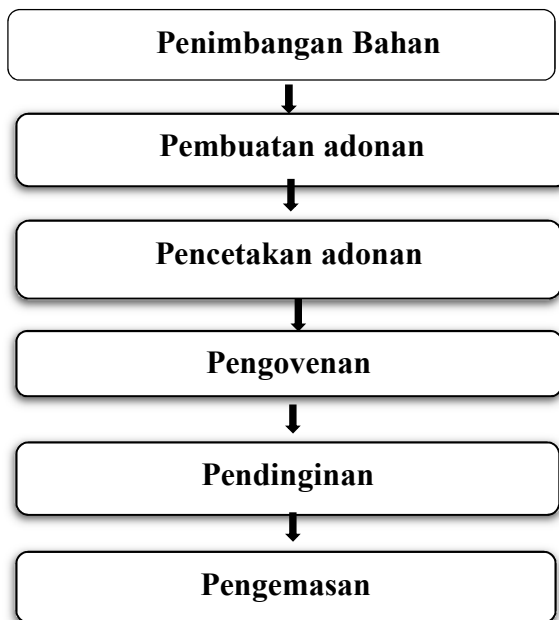 Penimbangan Bahan
Pembuatan adonan
Pencetakan adonan
Pengovenan
Pendinginan
Pengemasan